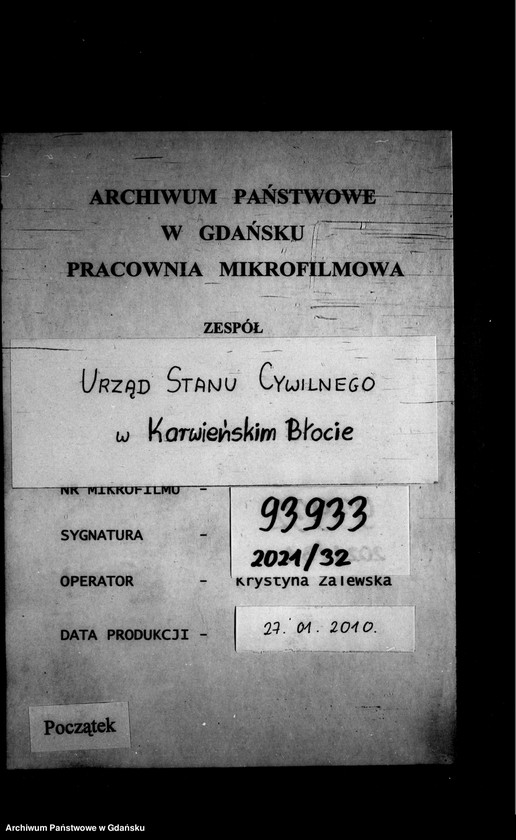 ARCHIWUM PAŃSTWOWE
W GDAŃSKU
PRACOWNIA MIKROFILMOWA
ZESPÓŁ
URZĄD STANU CYWILNEGO
w Karwieńskim Błocie
NR MIKROFILMU - 93933
SYGNATURA - 2021/32
OPERATOR - Krystyna Zalewska
DATA PRODUKCJI - 27. 01. 2010.
Początek
Archiwum Państwowe w Gdańsku